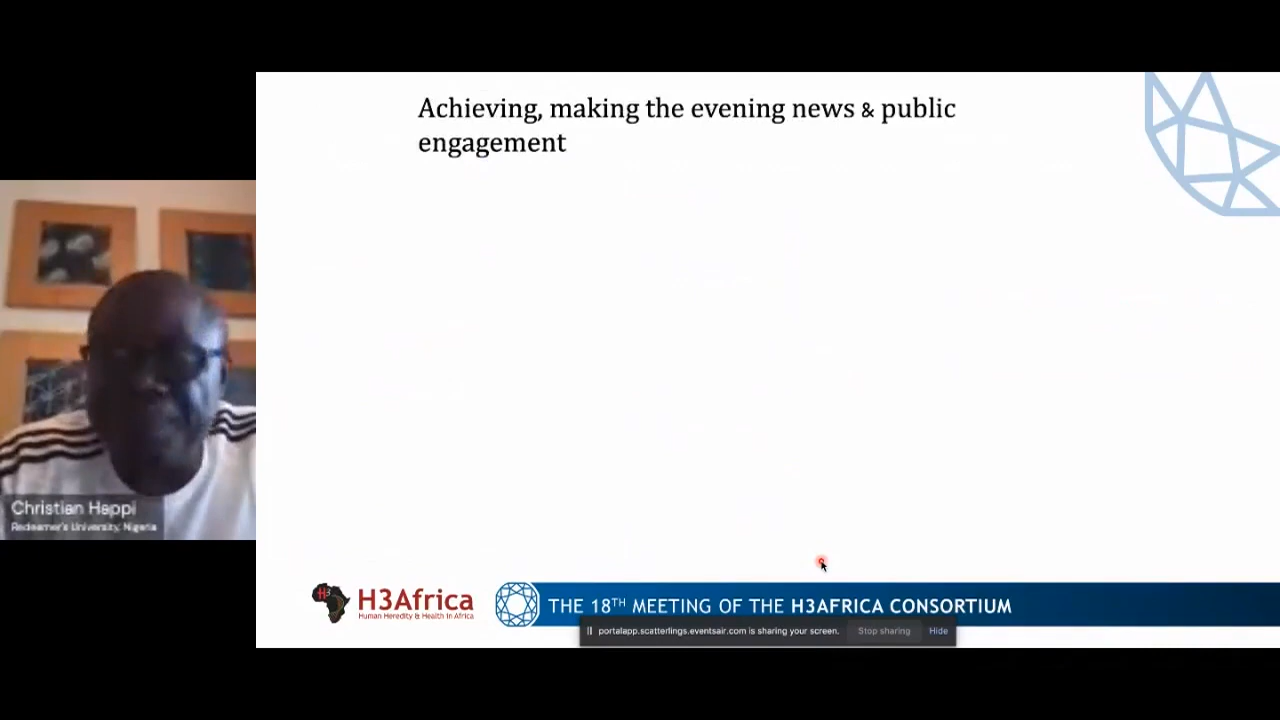 Achieving, making the evening news & public
engagement
Christian Happi
Redeemer's University, Nigeria
H3
H3Africa
Human Heredity & Health in Africa
THE 18TH MEETING OF THE H3AFRICA CONSORTIUM
portalapp.scatterlings.eventsair.com is sharing your screen.
Stop sharing
Hide